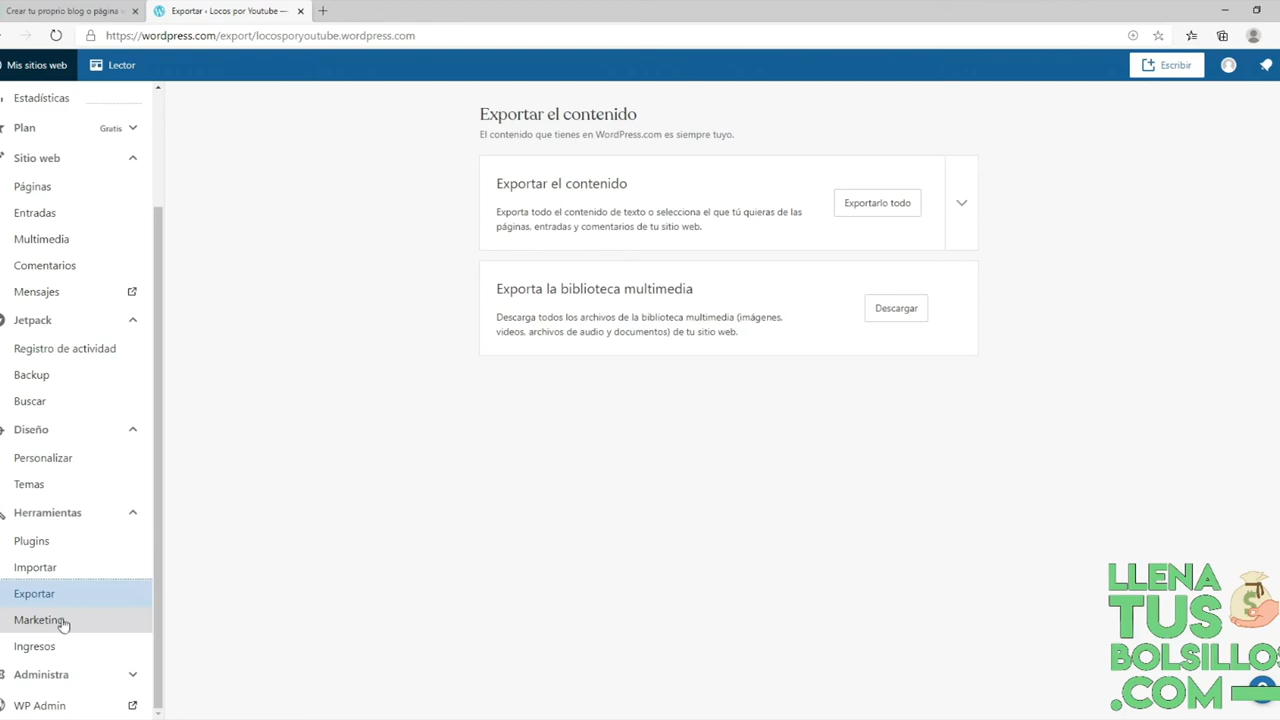 Crear tu propio blog o página w
Exportar ‹ Locos por Youtube —
https://wordpress.com/export/locosporyoutube.wordpress.com
Mis sitios web
Lector
Escribir
Estadísticas
Plan
Gratis
Sitio web
Páginas
Entradas
Multimedia
Comentarios
Mensajes
Jetpack
Registro de actividad
Backup
Buscar
Diseño
Personalizar
Temas
Herramientas
Plugins
Importar
Exportar
Marketing
Ingresos
Administra
WP Admin
Exportar el contenido
El contenido que tienes en WordPress.com es siempre tuyo.
Exportar el contenido
Exporta todo el contenido de texto o selecciona el que tú quieras de las
páginas, entradas y comentarios de tu sitio web.
Exportarlo todo
Exporta la biblioteca multimedia
Descarga todos los archivos de la biblioteca multimedia (imágenes,
videos, archivos de audio y documentos) de tu sitio web.
Descargar
LLENA
TUS
BOLSILLOS
.COM